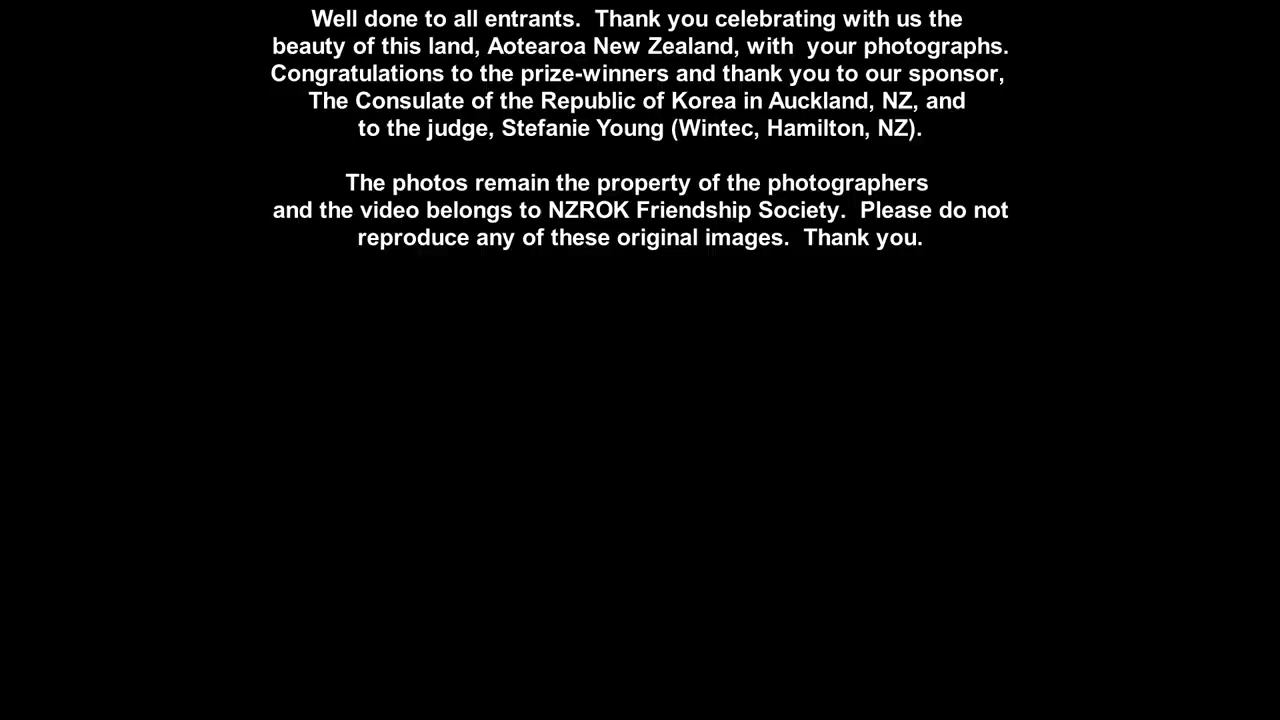 Well done to all entrants.  Thank you celebrating with us the
beauty of this land, Aotearoa New Zealand, with  your photographs.
Congratulations to the prize-winners and thank you to our sponsor,
The Consulate of the Republic of Korea in Auckland, NZ, and
to the judge, Stefanie Young (Wintec, Hamilton, NZ).
The photos remain the property of the photographers
and the video belongs to NZROK Friendship Society.  Please do not
reproduce any of these original images.  Thank you.